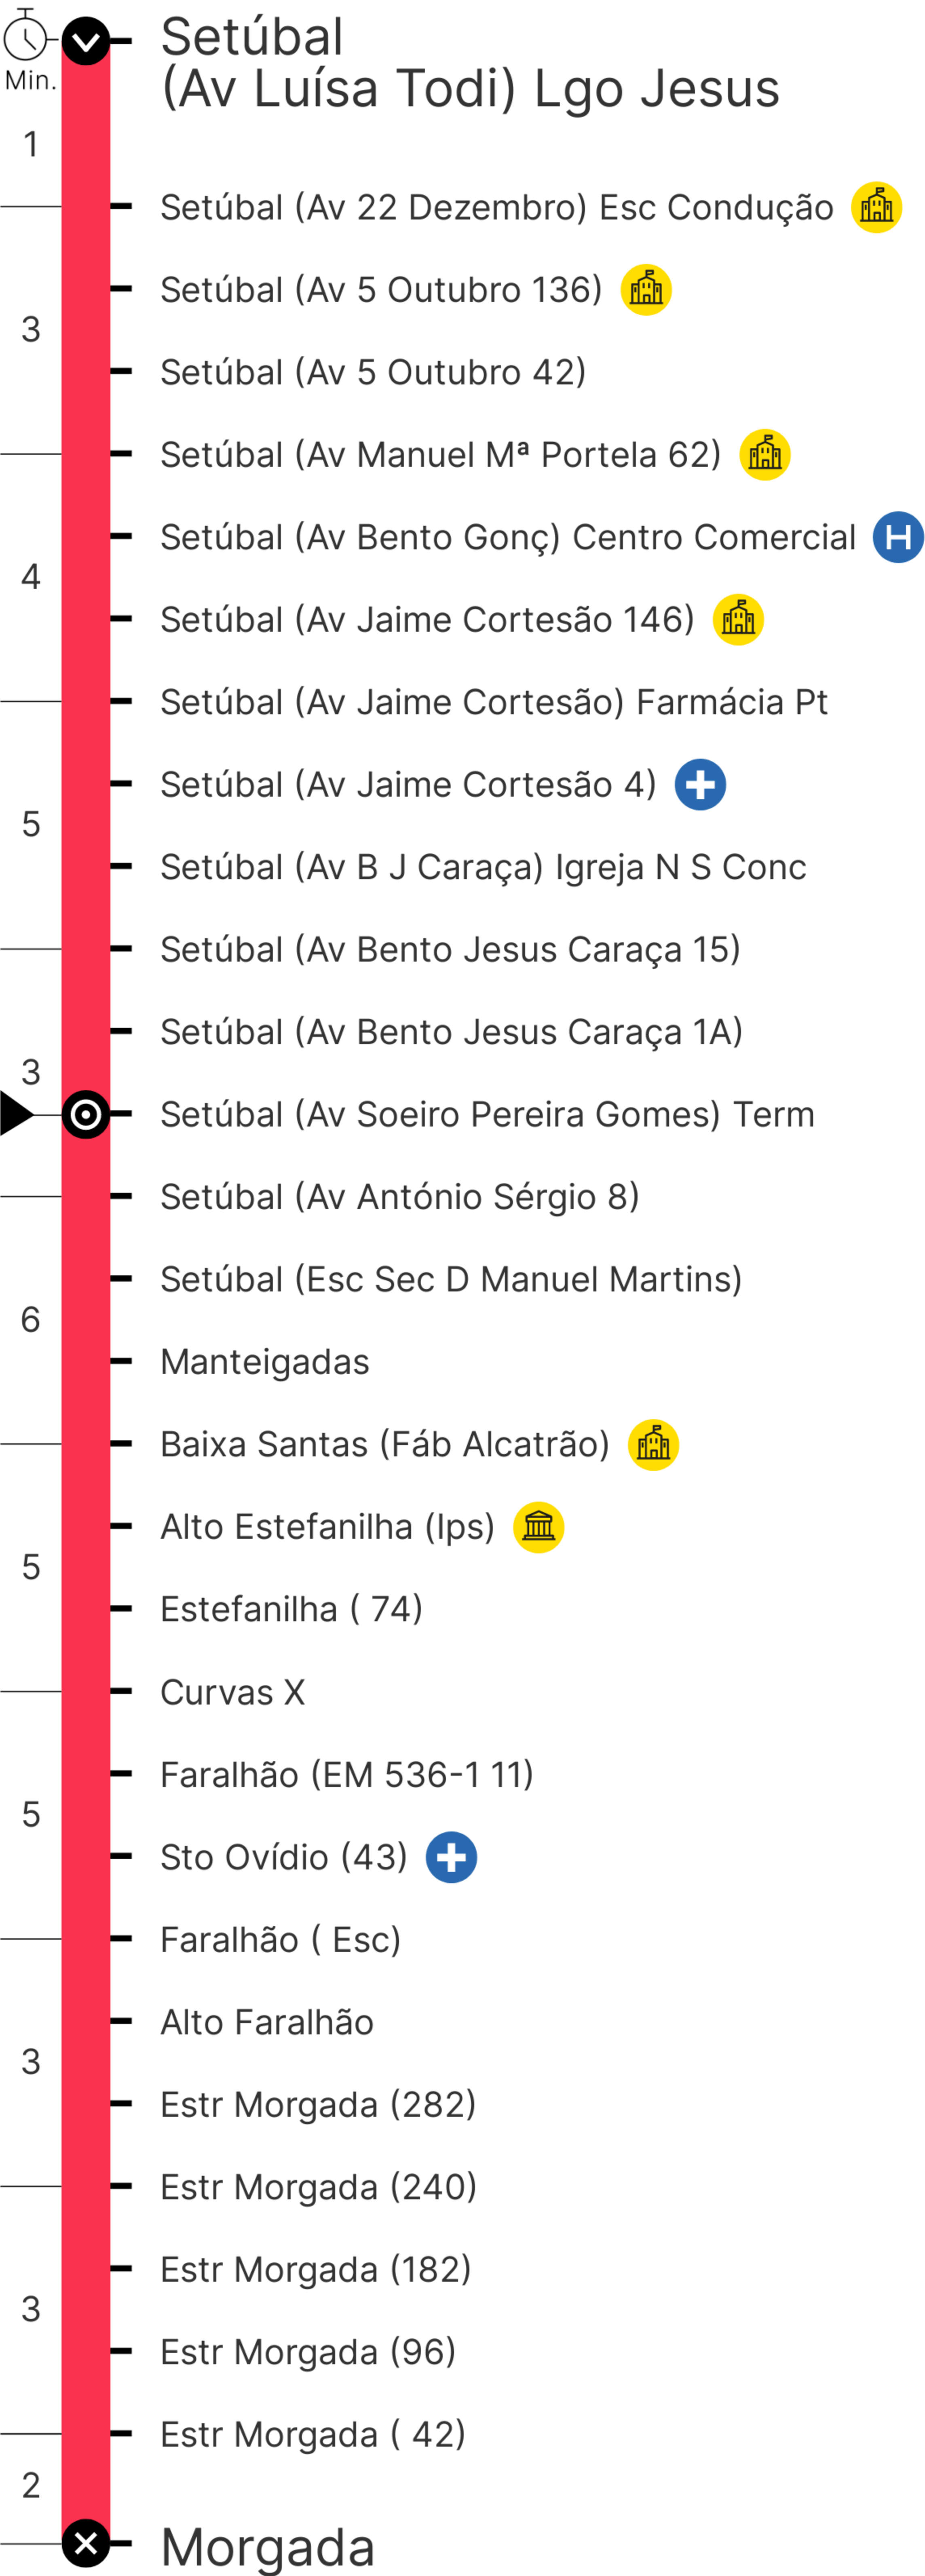 Min.
Setúbal
(Av Luísa Todi) Lgo Jesus
1
Setúbal (Av 22 Dezembro) Esc Condução
Setúbal (Av 5 Outubro 136)
3
Setúbal (Av 5 Outubro 42)
Setúbal (Av Manuel Mª Portela 62)
Setúbal (Av Bento Gonç) Centro Comercial H
4
Setúbal (Av Jaime Cortesão 146)
Setúbal (Av Jaime Cortesão) Farmácia Pt
Setúbal (Av Jaime Cortesão 4)
5
Setúbal (Av B J Caraça) Igreja N S Conc
Setúbal (Av Bento Jesus Caraça 15)
Setúbal (Av Bento Jesus Caraça 1A)
3
Setúbal (Av Soeiro Pereira Gomes) Term
Setúbal (Av António Sérgio 8)
Setúbal (Esc Sec D Manuel Martins)
6
Manteigadas
Baixa Santas (Fáb Alcatrão)
Alto Estefanilha (Ips)
5
Estefanilha ( 74)
Curvas X
Faralhão (EM 536-1 11)
5
Sto Ovídio (43)
Faralhão ( Esc)
Alto Faralhão
3
Estr Morgada (282)
Estr Morgada (240)
Estr Morgada (182)
3
Estr Morgada (96)
Estr Morgada ( 42)
2
Morgada